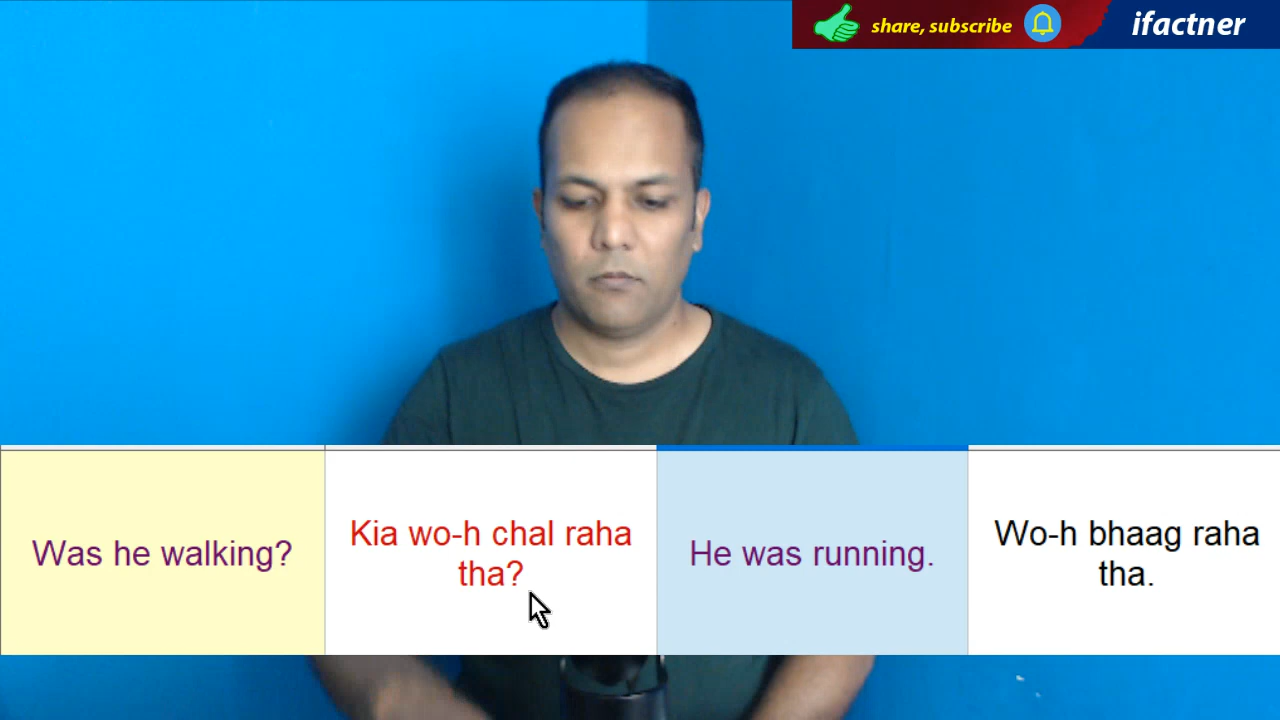 share, subscribe
ifactner
Was he walking?
Kia wo-h chal raha
tha?
He was running.
Wo-h bhaag raha
tha.